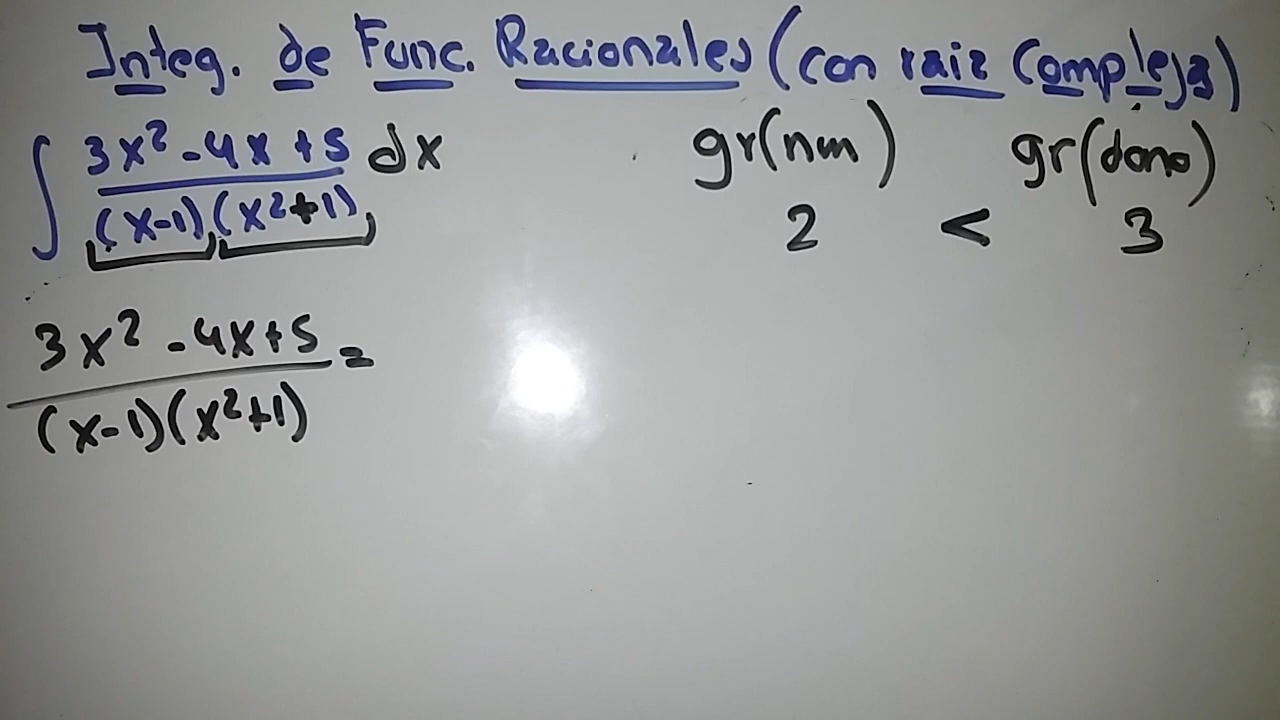 Integ. de Func. Racionales (con raiz Compleja)
∫ (3x² - 4x + 5)/((x-1)(x²+1)) dx
gr(num) gr(deno)
2 < 3
(3x² - 4x + 5)/((x-1)(x²+1)) =